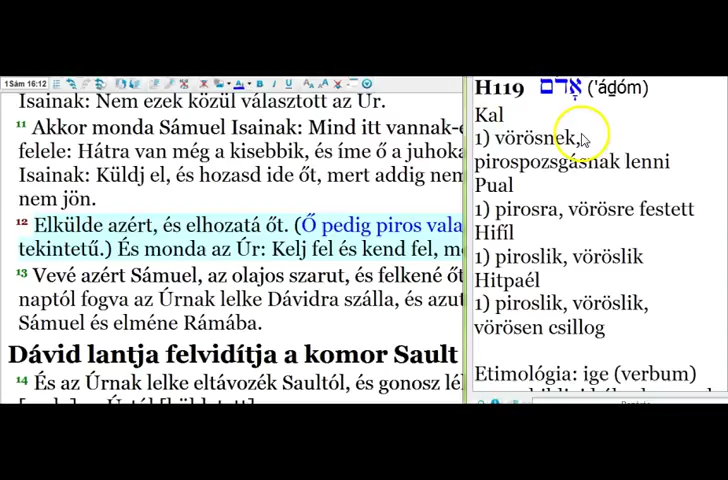 1Sám 16:12
Isainak: Nem ezek közül választott az Úr.
11 Akkor monda Sámuel Isainak: Mind itt vannak-e
felele: Hátra van még a kisebbik, és íme ő a juhoka
Isainak: Küldj el, és hozasd ide őt, mert addig nem
nem jön.
12 Elkülde azért, és elhozatá őt. (Ő pedig piros vala
tekintetű.) És monda az Úr: Kelj fel és kend fel, me
13 Vevé azért Sámuel, az olajos szarut, és felkené őt
naptól fogva az Úrnak lelke Dávidra szálla, és azut
Sámuel és elméne Rámába.
Dávid lantja felvidítja a komor Sault
14 És az Úrnak lelke eltávozék Saultól, és gonosz lé
H119 אָדֹם ('áḏóm)
Kal
1) vörösnek,
pirospozsgásnak lenni
Pual
1) pirosra, vörösre festett
Hifíl
1) piroslik, vöröslik
Hitpaél
1) piroslik, vöröslik,
vörösen csillog
Etimológia: ige (verbum)